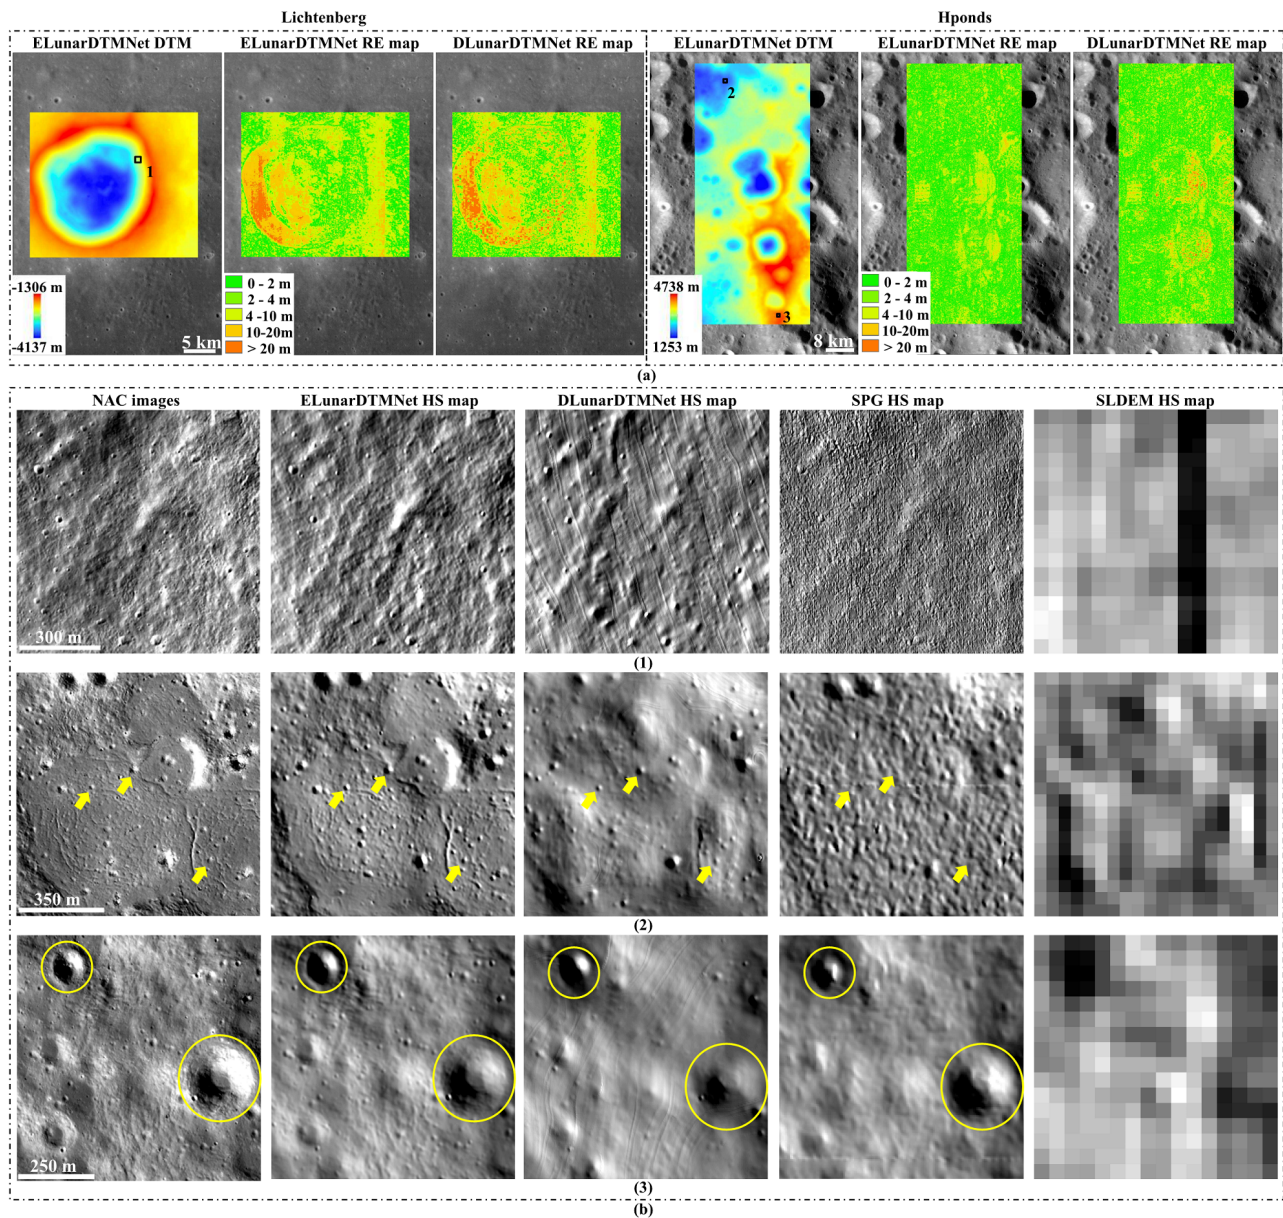 Lichtenberg
Hponds
ELunarDTMNet DTM
ELunarDTMNet RE map
DLunarDTMNet RE map
ELunarDTMNet DTM
ELunarDTMNet RE map
DLunarDTMNet RE map
1
2
3
-1306 m
-4137 m
5 km
0 - 2 m
2 - 4 m
4 -10 m
10-20m
> 20 m
4738 m
1253 m
8 km
0 - 2 m
2 - 4 m
4 -10 m
10-20m
> 20 m
(a)
NAC images
ELunarDTMNet HS map
DLunarDTMNet HS map
SPG HS map
SLDEM HS map
300 m
(1)
350 m
(2)
250 m
(3)
(b)